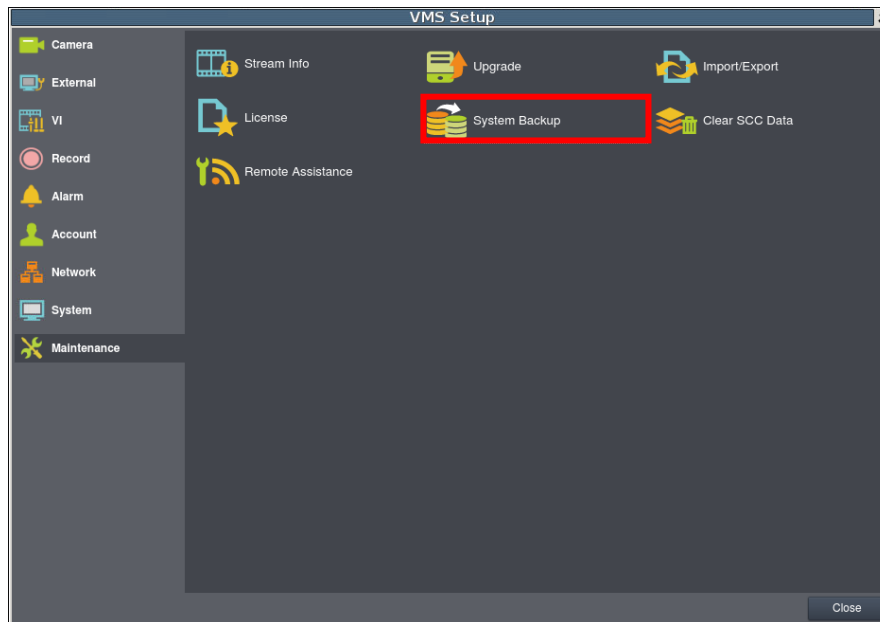 VMS Setup
Camera
External
VI
Record
Alarm
Account
Network
System
Maintenance
Stream Info
Upgrade
Import/Export
License
System Backup
Clear SCC Data
Remote Assistance
Close